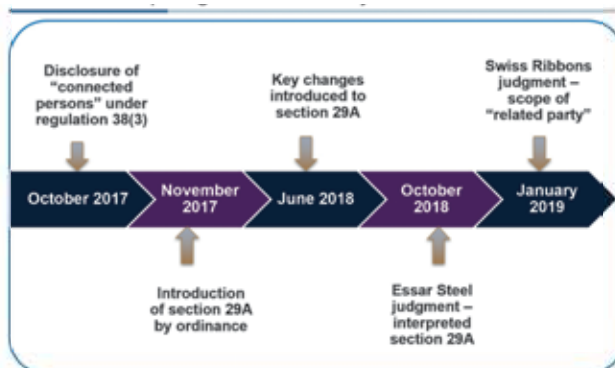 Disclosure of
“connected
persons” under
regulation 38(3)
Key changes
introduced to
section 29A
Swiss Ribbons
judgment –
scope of
“related party”
October 2017
November
2017
June 2018
October
2018
January
2019
Introduction
of section 29A
by ordinance
Essar Steel
judgment –
interpreted
section 29A